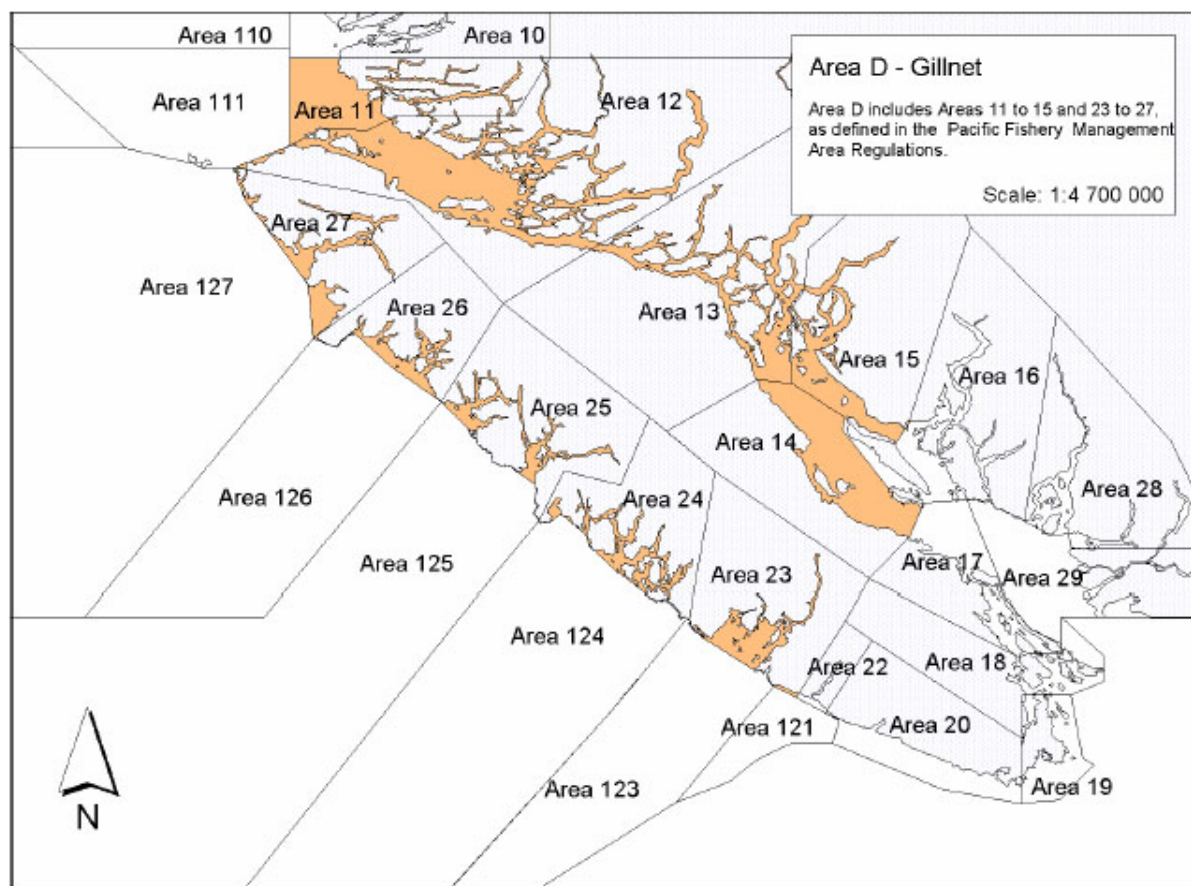 Area 110
Area 10
Area 111
Area 11
Area 12
Area D - Gillnet
Area D includes Areas 11 to 15 and 23 to 27,
as defined in the Pacific Fishery Management
Area Regulations.
Scale: 1:4 700 000
Area 27
Area 127
Area 26
Area 13
Area 15
Area 16
Area 25
Area 14
Area 126
Area 24
Area 28
Area 125
Area 23
Area 17
Area 29
Area 124
Area 22
Area 18
Area 121
Area 20
Area 123
Area 19
N